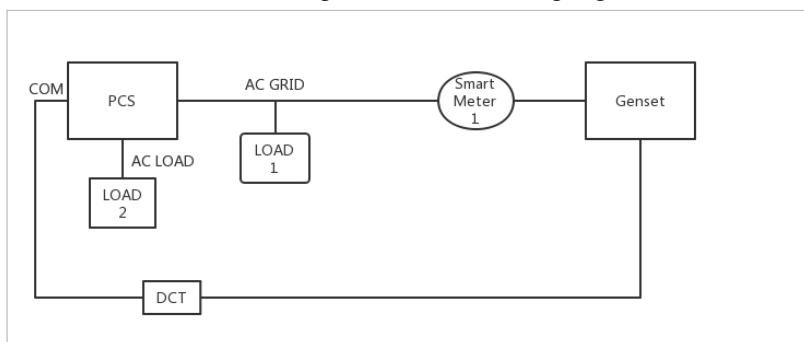 COM
PCS
AC GRID
Smart
Meter
1
Genset
LOAD
1
AC LOAD
LOAD
2
DCT